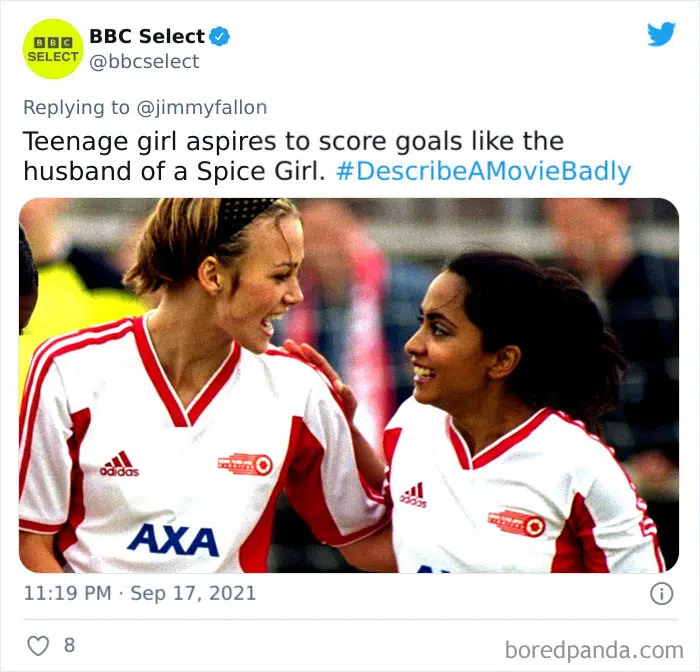 BBC
SELECT
BBC Select
@bbcselect
Replying to @jimmyfallon
Teenage girl aspires to score goals like the
husband of a Spice Girl. #DescribeAMovieBadly
adidas
adidas
AXA
11:19 PM · Sep 17, 2021
8
boredpanda.com